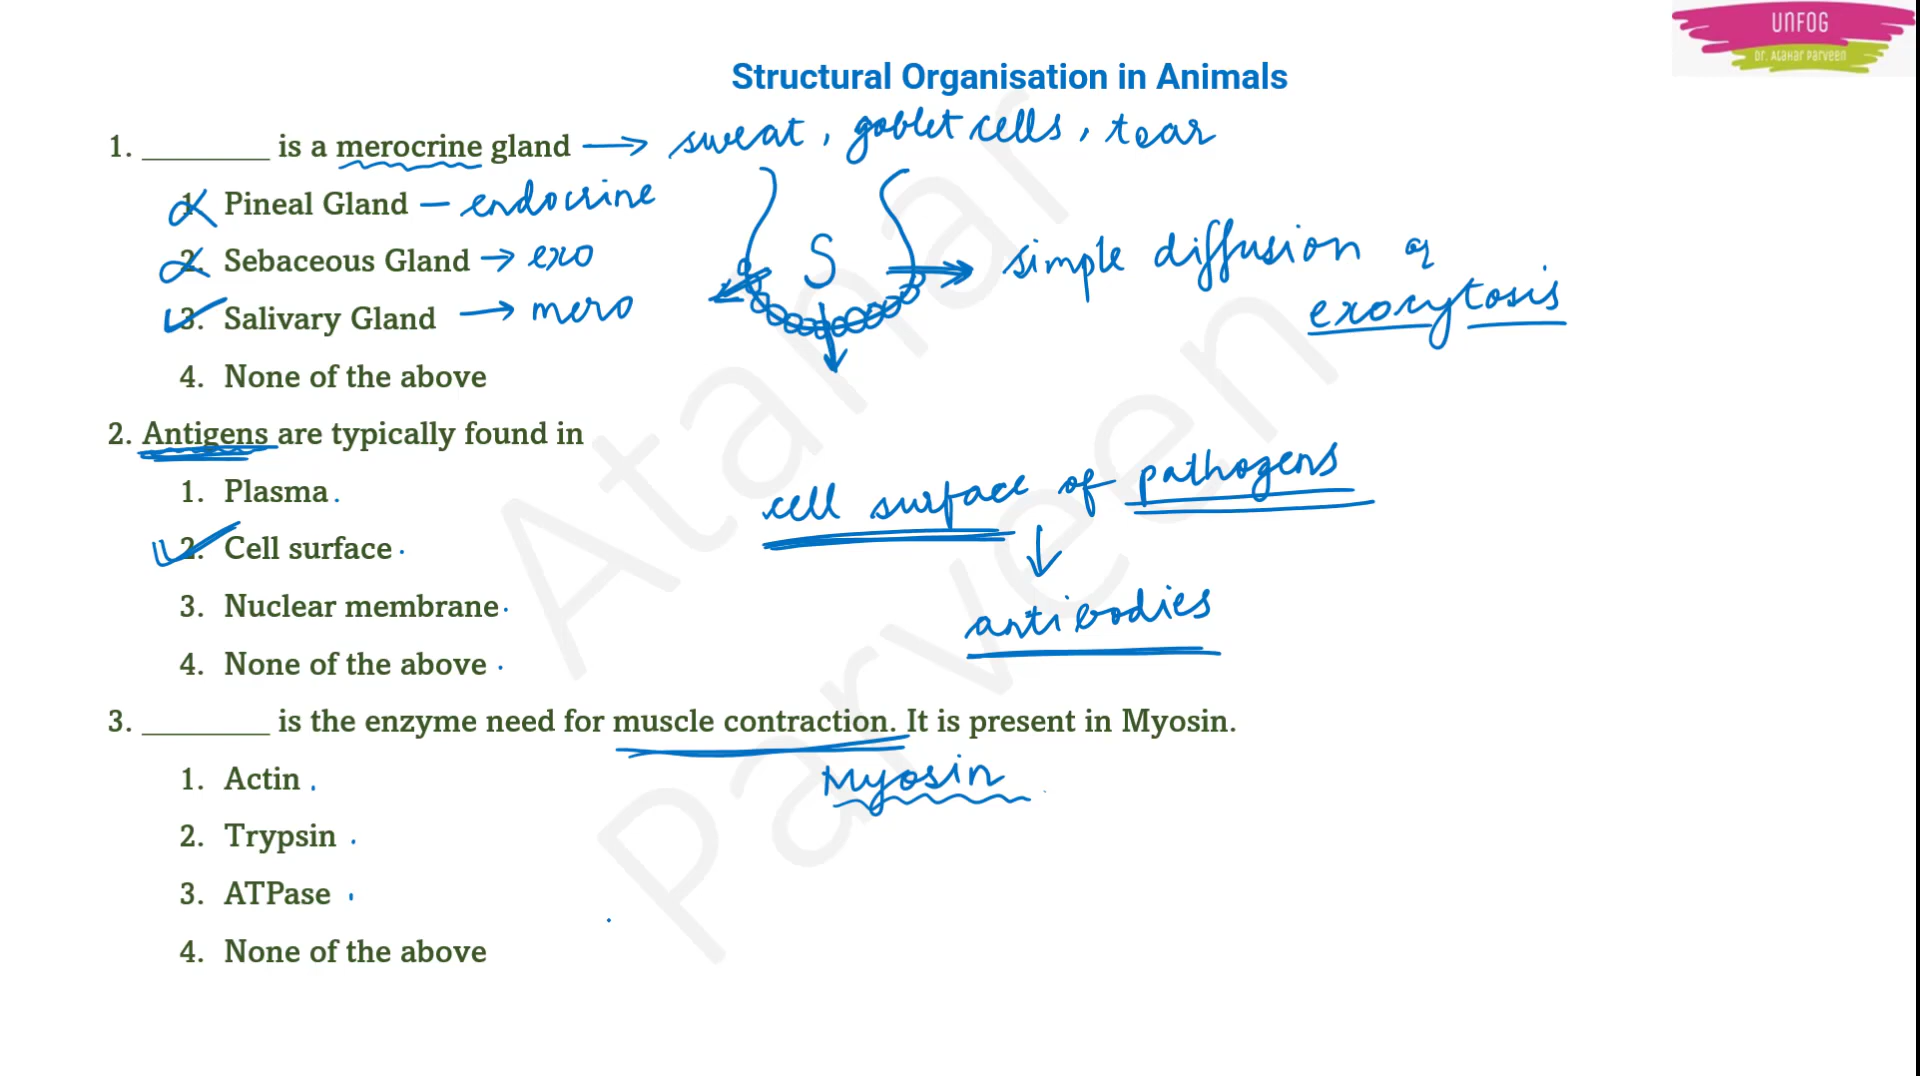 UNFOG
Dr. Atahar Parveen
Structural Organisation in Animals
1. ________ is a merocrine gland → sweat, goblet cells, tear
1. Pineal Gland – endocrine
2. Sebaceous Gland → exo
3. Salivary Gland → mero
S
simple diffusion or
exocytosis
4. None of the above
2. Antigens are typically found in
1. Plasma
2. Cell surface
3. Nuclear membrane
4. None of the above
cell surface of pathogens
↓
antibodies
3. ________ is the enzyme need for muscle contraction. It is present in Myosin.
Myosin
1. Actin
2. Trypsin
3. ATPase
4. None of the above
Atahar
Parveen